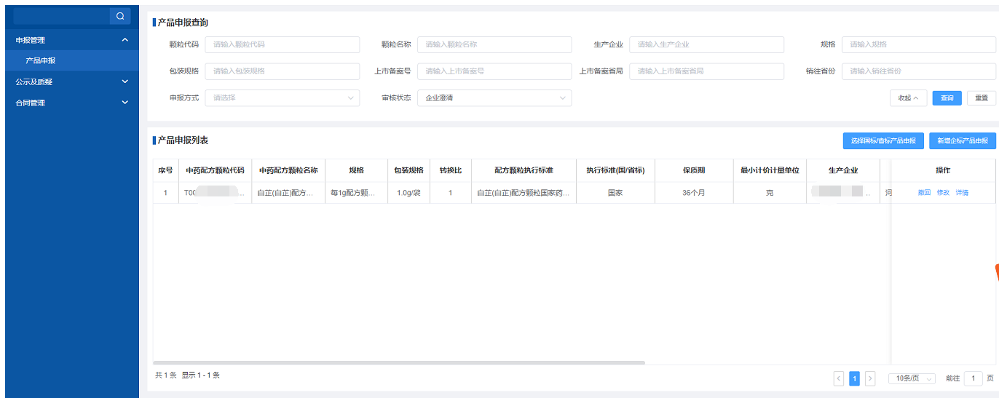 申报管理
产品申报
公示及质疑
合同管理
产品申报查询
颗粒代码 请输入颗粒代码 颗粒名称 请输入颗粒名称 生产企业 请输入生产企业 规格 请输入规格
包装规格 请输入包装规格 上市备案号 请输入上市备案号 上市备案省局 请输入上市备案省局 销往省份 请输入销往省份
申报方式 请选择 审核状态 企业澄清 收起 查询 重置
产品申报列表 选择国标/省标产品申报 新增企标产品申报
序号 中药配方颗粒代码 中药配方颗粒名称 规格 包装规格 转换比 配方颗粒执行标准 执行标准(国/省标) 保质期 最小计价计量单位 生产企业 操作
1 T00 ... 白芷(白芷)配方... 每1g配方颗... 1.0g/袋 1 白芷(白芷)配方颗粒国家药... 国家 36个月 克 .. 河 撤回 修改 详情
共 1 条 显示 1 - 1 条 1 10条/页 前往 1 页